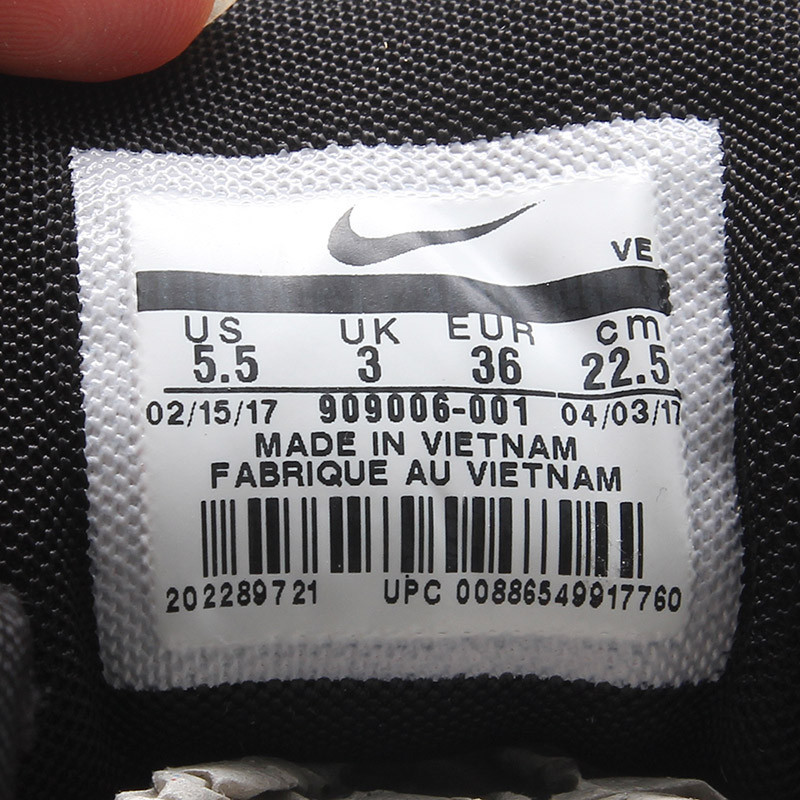 VE
US UK EUR cm
5.5 3 36 22.5
02/15/17 909006-001 04/03/17
MADE IN VIETNAM
FABRIQUE AU VIETNAM
202289721 UPC 00886549917760